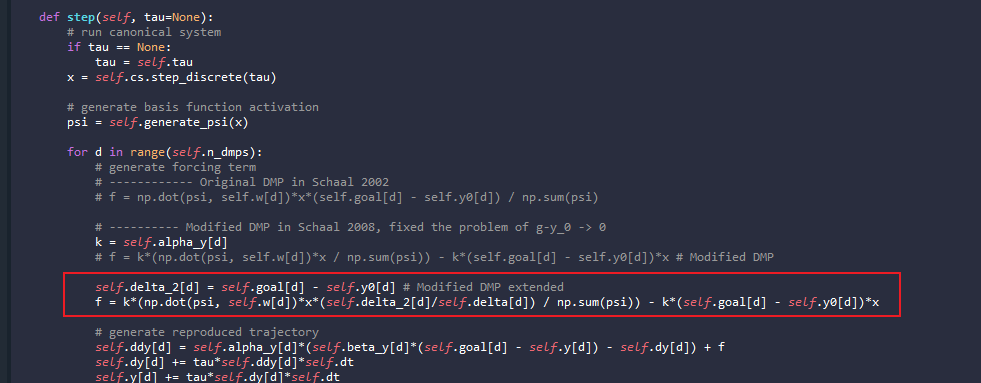 def step(self, tau=None):
# run canonical system
if tau == None:
tau = self.tau
x = self.cs.step_discrete(tau)
# generate basis function activation
psi = self.generate_psi(x)
for d in range(self.n_dmps):
# generate forcing term
# ------------ Original DMP in Schaal 2002
# f = np.dot(psi, self.w[d])*x*(self.goal[d] - self.y0[d]) / np.sum(psi)
# ---------- Modified DMP in Schaal 2008, fixed the problem of g-y_0 -> 0
k = self.alpha_y[d]
# f = k*(np.dot(psi, self.w[d])*x / np.sum(psi)) - k*(self.goal[d] - self.y0[d])*x # Modified DMP
self.delta_2[d] = self.goal[d] - self.y0[d] # Modified DMP extended
f = k*(np.dot(psi, self.w[d])*x*(self.delta_2[d]/self.delta[d]) / np.sum(psi)) - k*(self.goal[d] - self.y0[d])*x
# generate reproduced trajectory
self.ddy[d] = self.alpha_y[d]*(self.beta_y[d]*(self.goal[d] - self.y[d]) - self.dy[d]) + f
self.dy[d] += tau*self.ddy[d]*self.dt
self.y[d] += tau*self.dy[d]*self.dt